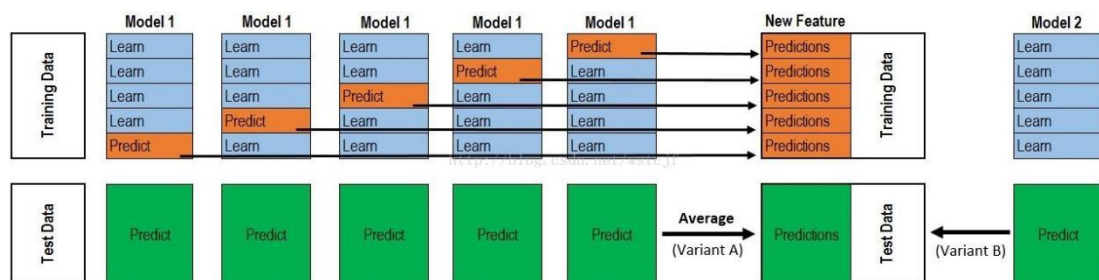 Model 1 Model 1 Model 1 Model 1 Model 1 New Feature Model 2
Training Data
Learn Learn Learn Learn Predict Predictions Learn
Learn Learn Learn Predict Learn Predictions Learn
Learn Learn Predict Learn Learn Predictions Learn
Learn Predict Learn Learn Learn Predictions Learn
Predict Learn Learn Learn Learn Predictions Learn
Training Data
Test Data
Predict Predict Predict Predict Predict
Average
(Variant A)
Predictions
Test Data
(Variant B)
Predict